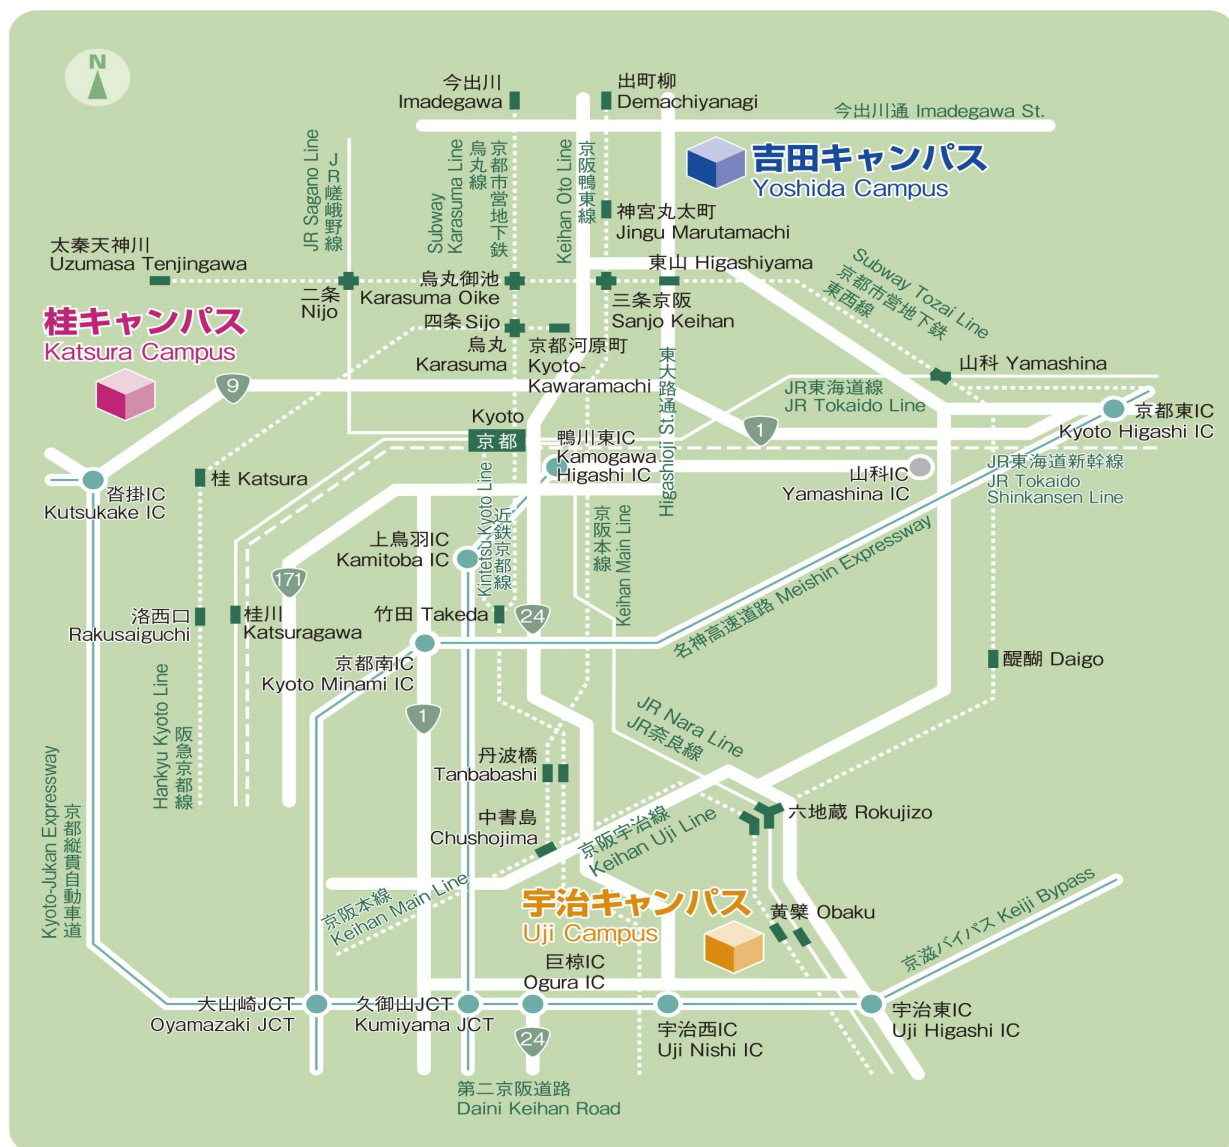 N
今出川
Imadegawa
出町柳
Demachiyanagi
今出川通 Imadegawa St.
吉田キャンパス
Yoshida Campus
JR Sagano Line
JR嵯峨野線
Subway
Karasuma Line
京都市営地下鉄
烏丸線
Keihan Oto Line
京阪鴨東線
神宮丸太町
Jingu Marutamachi
太秦天神川
Uzumasa Tenjingawa
二条
Nijo
烏丸御池
Karasuma Oike
東山 Higashiyama
三条京阪
Sanjo Keihan
Subway Tozai Line
京都市営地下鉄
東西線
桂キャンパス
Katsura Campus
四条 Sijo
烏丸
Karasuma
京都河原町
Kyoto-
Kawaramachi
東大路通
Higashioji St.
山科 Yamashina
JR東海道線
JR Tokaido Line
9
1
京都東IC
Kyoto Higashi IC
Kyoto
京都
鴨川東IC
Kamogawa
Higashi IC
山科IC
Yamashina IC
JR東海道新幹線
JR Tokaido
Shinkansen Line
沓掛IC
Kutsukake IC
桂 Katsura
上鳥羽IC
Kamitoba IC
Kintetsu Kyoto Line
近鉄京都線
京阪本線
Keihan Main Line
名神高速道路 Meishin Expressway
171
24
洛西口
Rakusaiguchi
桂川
Katsuragawa
竹田 Takeda
京都南IC
Kyoto Minami IC
醍醐 Daigo
1
Hankyu Kyoto Line
阪急京都線
JR Nara Line
JR奈良線
丹波橋
Tanbabashi
中書島
Chushojima
京阪宇治線
Keihan Uji Line
六地蔵 Rokujizo
Kyoto-Jukan Expressway
京都縦貫自動車道
京阪本線
Keihan Main Line
宇治キャンパス
Uji Campus
黄檗 Obaku
京滋バイパス Keiji Bypass
巨椋IC
Ogura IC
大山崎JCT
Oyamazaki JCT
久御山JCT
Kumiyama JCT
24
宇治西IC
Uji Nishi IC
宇治東IC
Uji Higashi IC
第二京阪道路
Daini Keihan Road